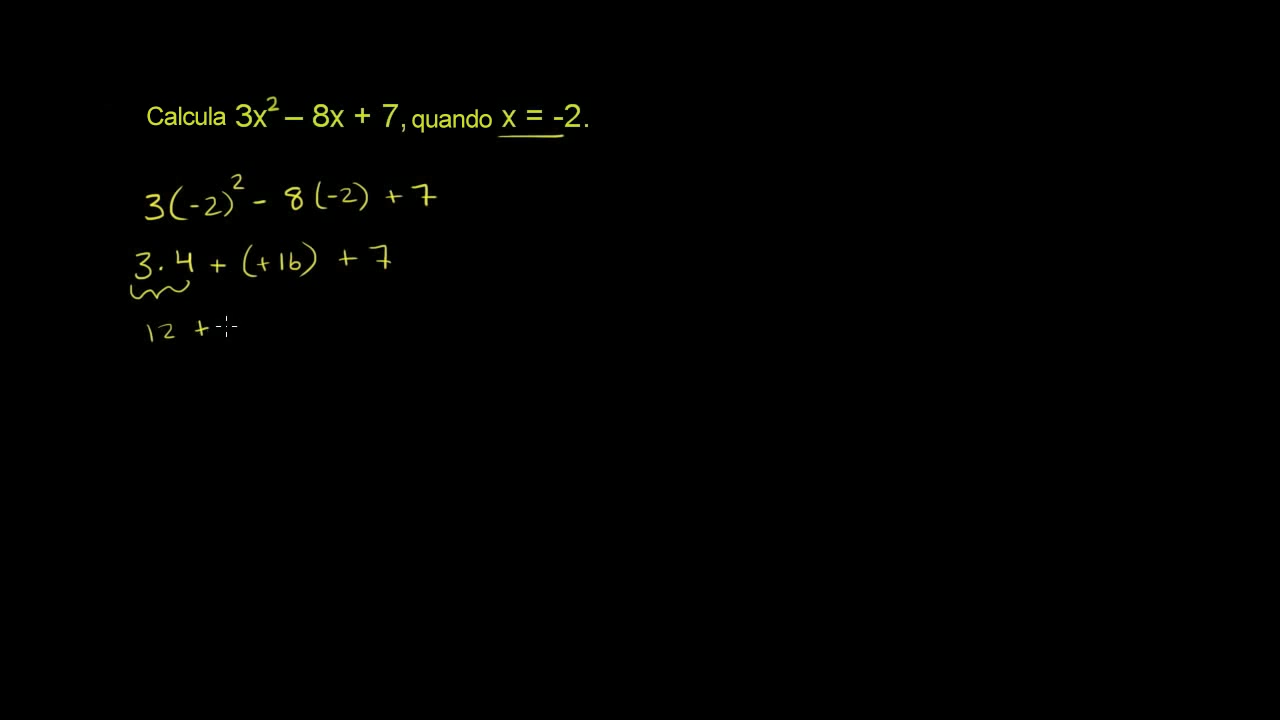 Calcula 3x² – 8x + 7, quando x = -2.
3(-2)² - 8(-2) + 7
3·4 + (+16) + 7
12 +